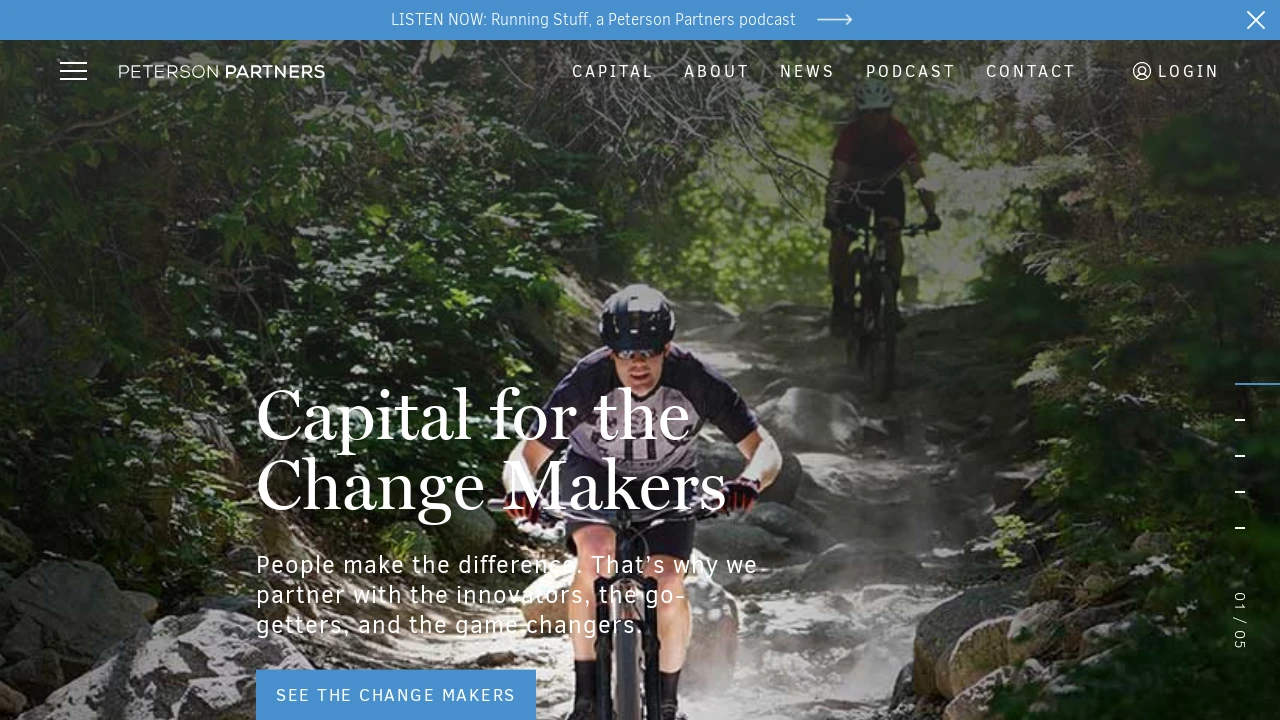 LISTEN NOW: Running Stuff, a Peterson Partners podcast
PETERSON PARTNERS
CAPITAL ABOUT NEWS PODCAST CONTACT LOGIN
Capital for the
Change Makers
People make the difference. That's why we
partner with the innovators, the go-
getters, and the game changers.
SEE THE CHANGE MAKERS
01 / 05